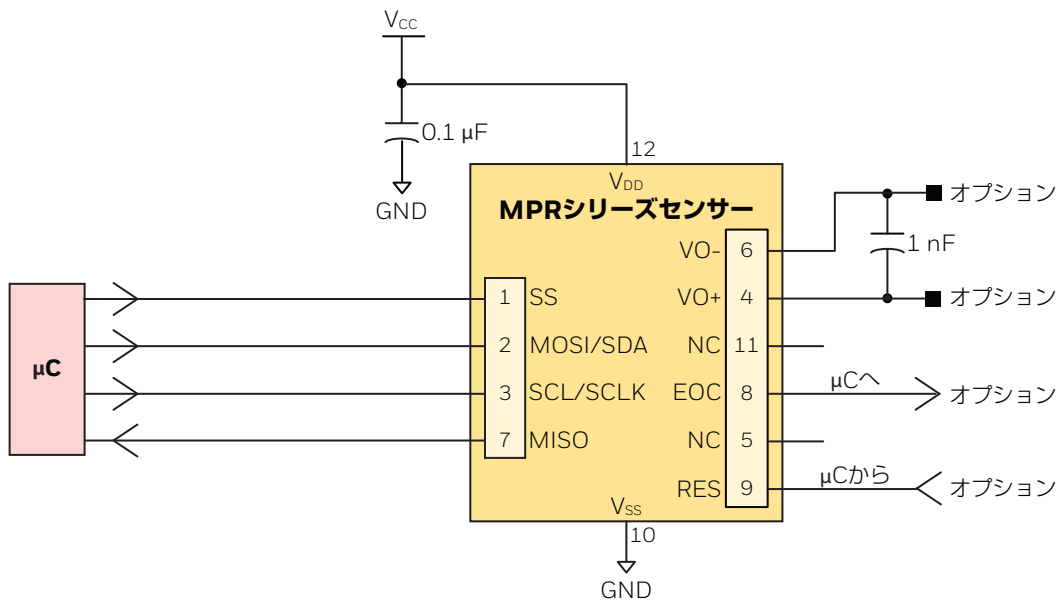 VCC
0.1 µF
GND
12
VDD
MPRシリーズセンサー
µC
1 SS
2 MOSI/SDA
3 SCL/SCLK
7 MISO
VO- 6
VO+ 4
NC 11
EOC 8
NC 5
RES 9
オプション
1 nF
オプション
µCへ
オプション
µCから
オプション
VSS
10
GND